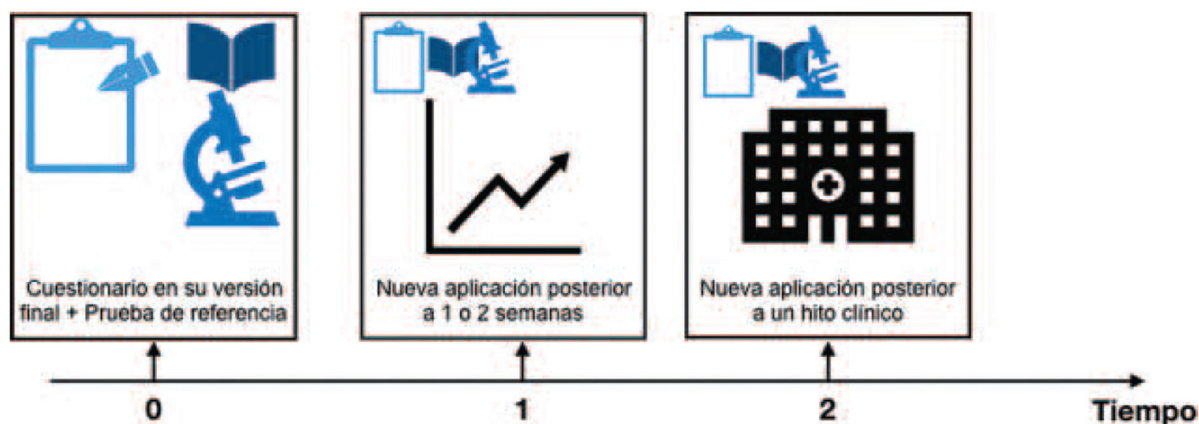 Cuestionario en su versión
final + Prueba de referencia
Nueva aplicación posterior
a 1 o 2 semanas
Nueva aplicación posterior
a un hito clínico
0
1
2
Tiempo